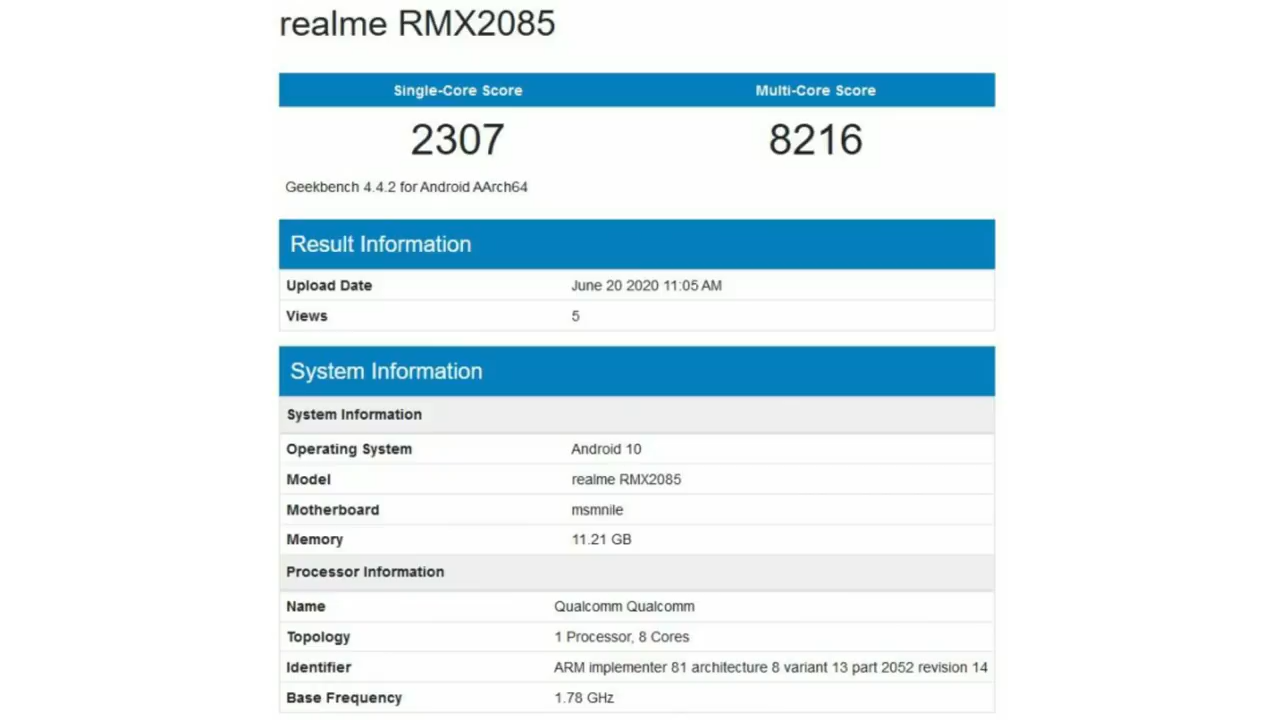 realme RMX2085
Single-Core Score Multi-Core Score
2307 8216
Geekbench 4.4.2 for Android AArch64
Result Information
Upload Date June 20 2020 11:05 AM
Views 5
System Information
System Information
Operating System Android 10
Model realme RMX2085
Motherboard msmnile
Memory 11.21 GB
Processor Information
Name Qualcomm Qualcomm
Topology 1 Processor, 8 Cores
Identifier ARM implementer 81 architecture 8 variant 13 part 2052 revision 14
Base Frequency 1.78 GHz